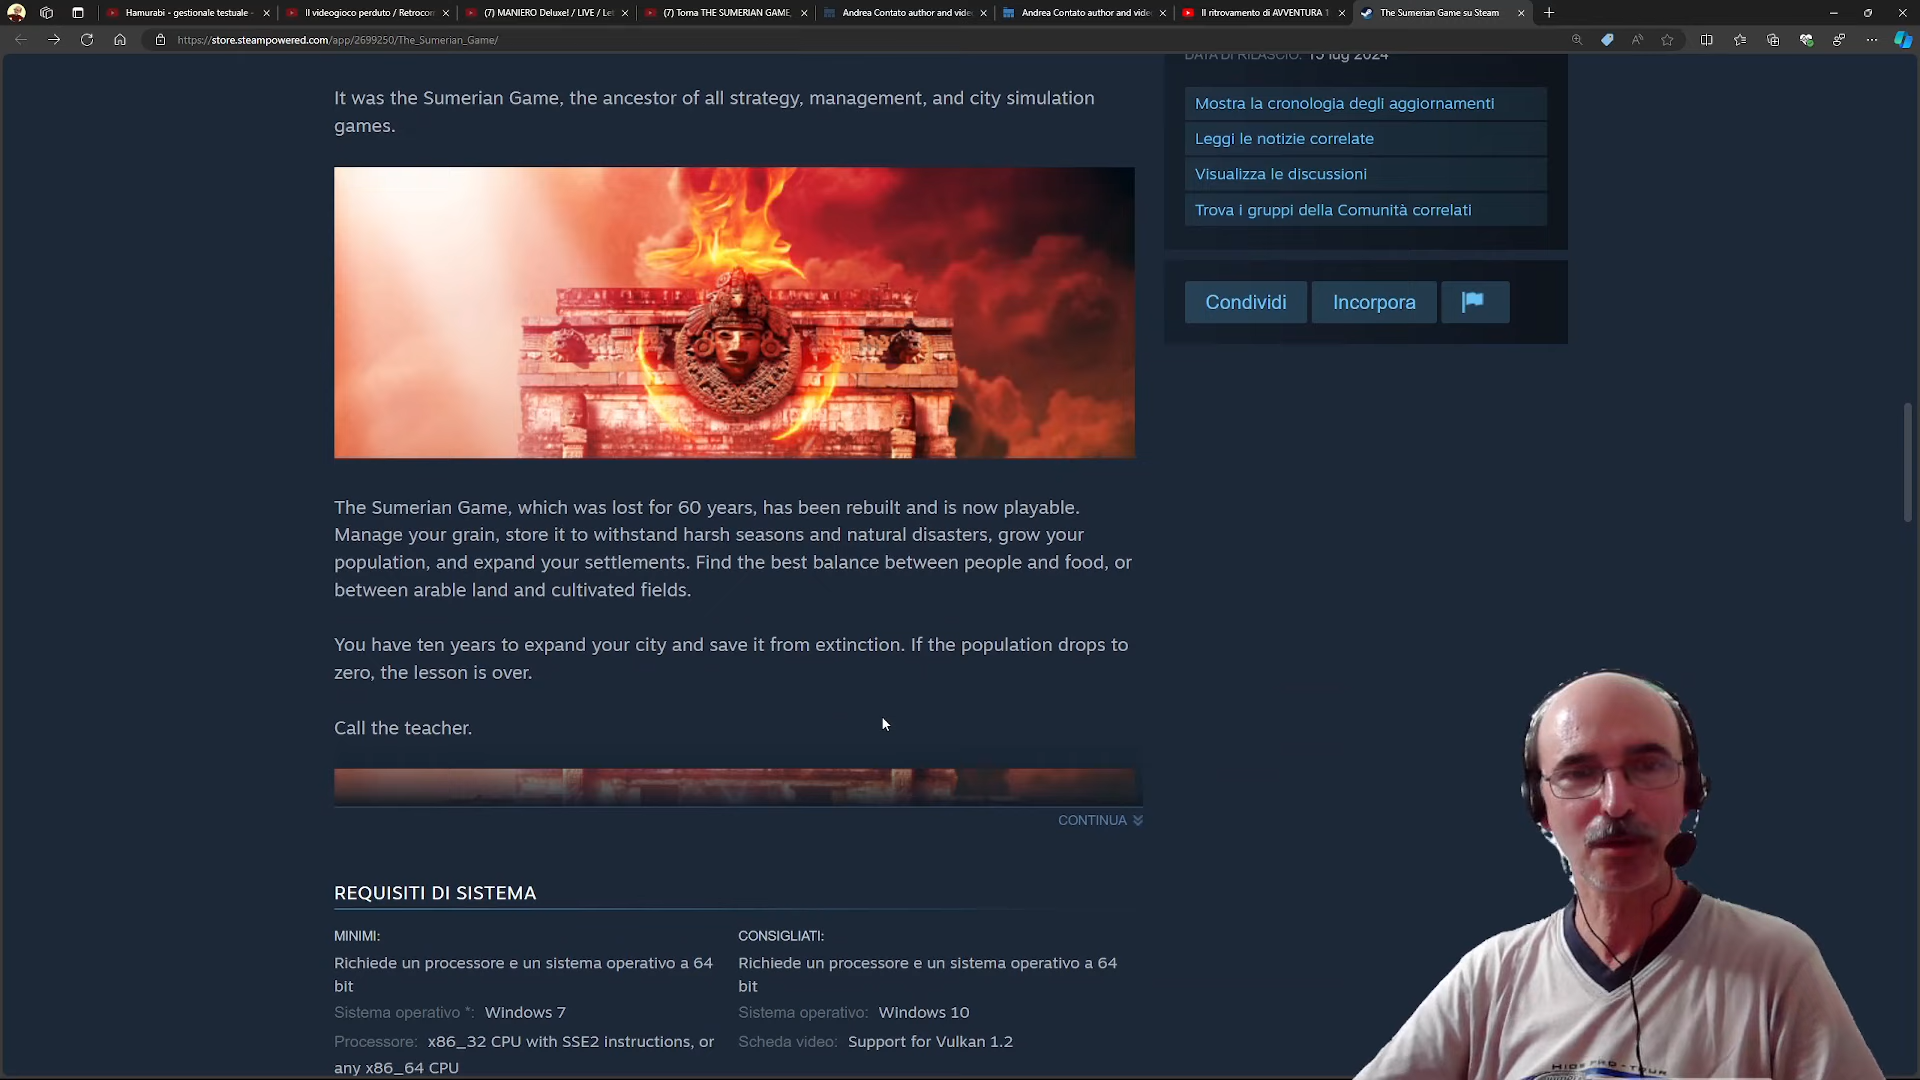 Hamurabi - gestionale testuale -
Il videogioco perduto / Retrocom
(7) MANIERO Deluxe! / LIVE / Let
(7) Torna THE SUMERIAN GAME,
Andrea Contato author and vide
Andrea Contato author and vide
Il ritrovamento di AVVENTURA 1
The Sumerian Game su Steam
https://store.steampowered.com/app/2699250/The_Sumerian_Game/
DATA DI RILASCIO: 15 lug 2024
It was the Sumerian Game, the ancestor of all strategy, management, and city simulation
games.
Mostra la cronologia degli aggiornamenti
Leggi le notizie correlate
Visualizza le discussioni
Trova i gruppi della Comunità correlati
Condividi
Incorpora
The Sumerian Game, which was lost for 60 years, has been rebuilt and is now playable.
Manage your grain, store it to withstand harsh seasons and natural disasters, grow your
population, and expand your settlements. Find the best balance between people and food, or
between arable land and cultivated fields.
You have ten years to expand your city and save it from extinction. If the population drops to
zero, the lesson is over.
Call the teacher.
CONTINUA
REQUISITI DI SISTEMA
MINIMI:
Richiede un processore e un sistema operativo a 64
bit
Sistema operativo *: Windows 7
Processore: x86_32 CPU with SSE2 instructions, or
any x86_64 CPU
CONSIGLIATI:
Richiede un processore e un sistema operativo a 64
bit
Sistema operativo: Windows 10
Scheda video: Support for Vulkan 1.2